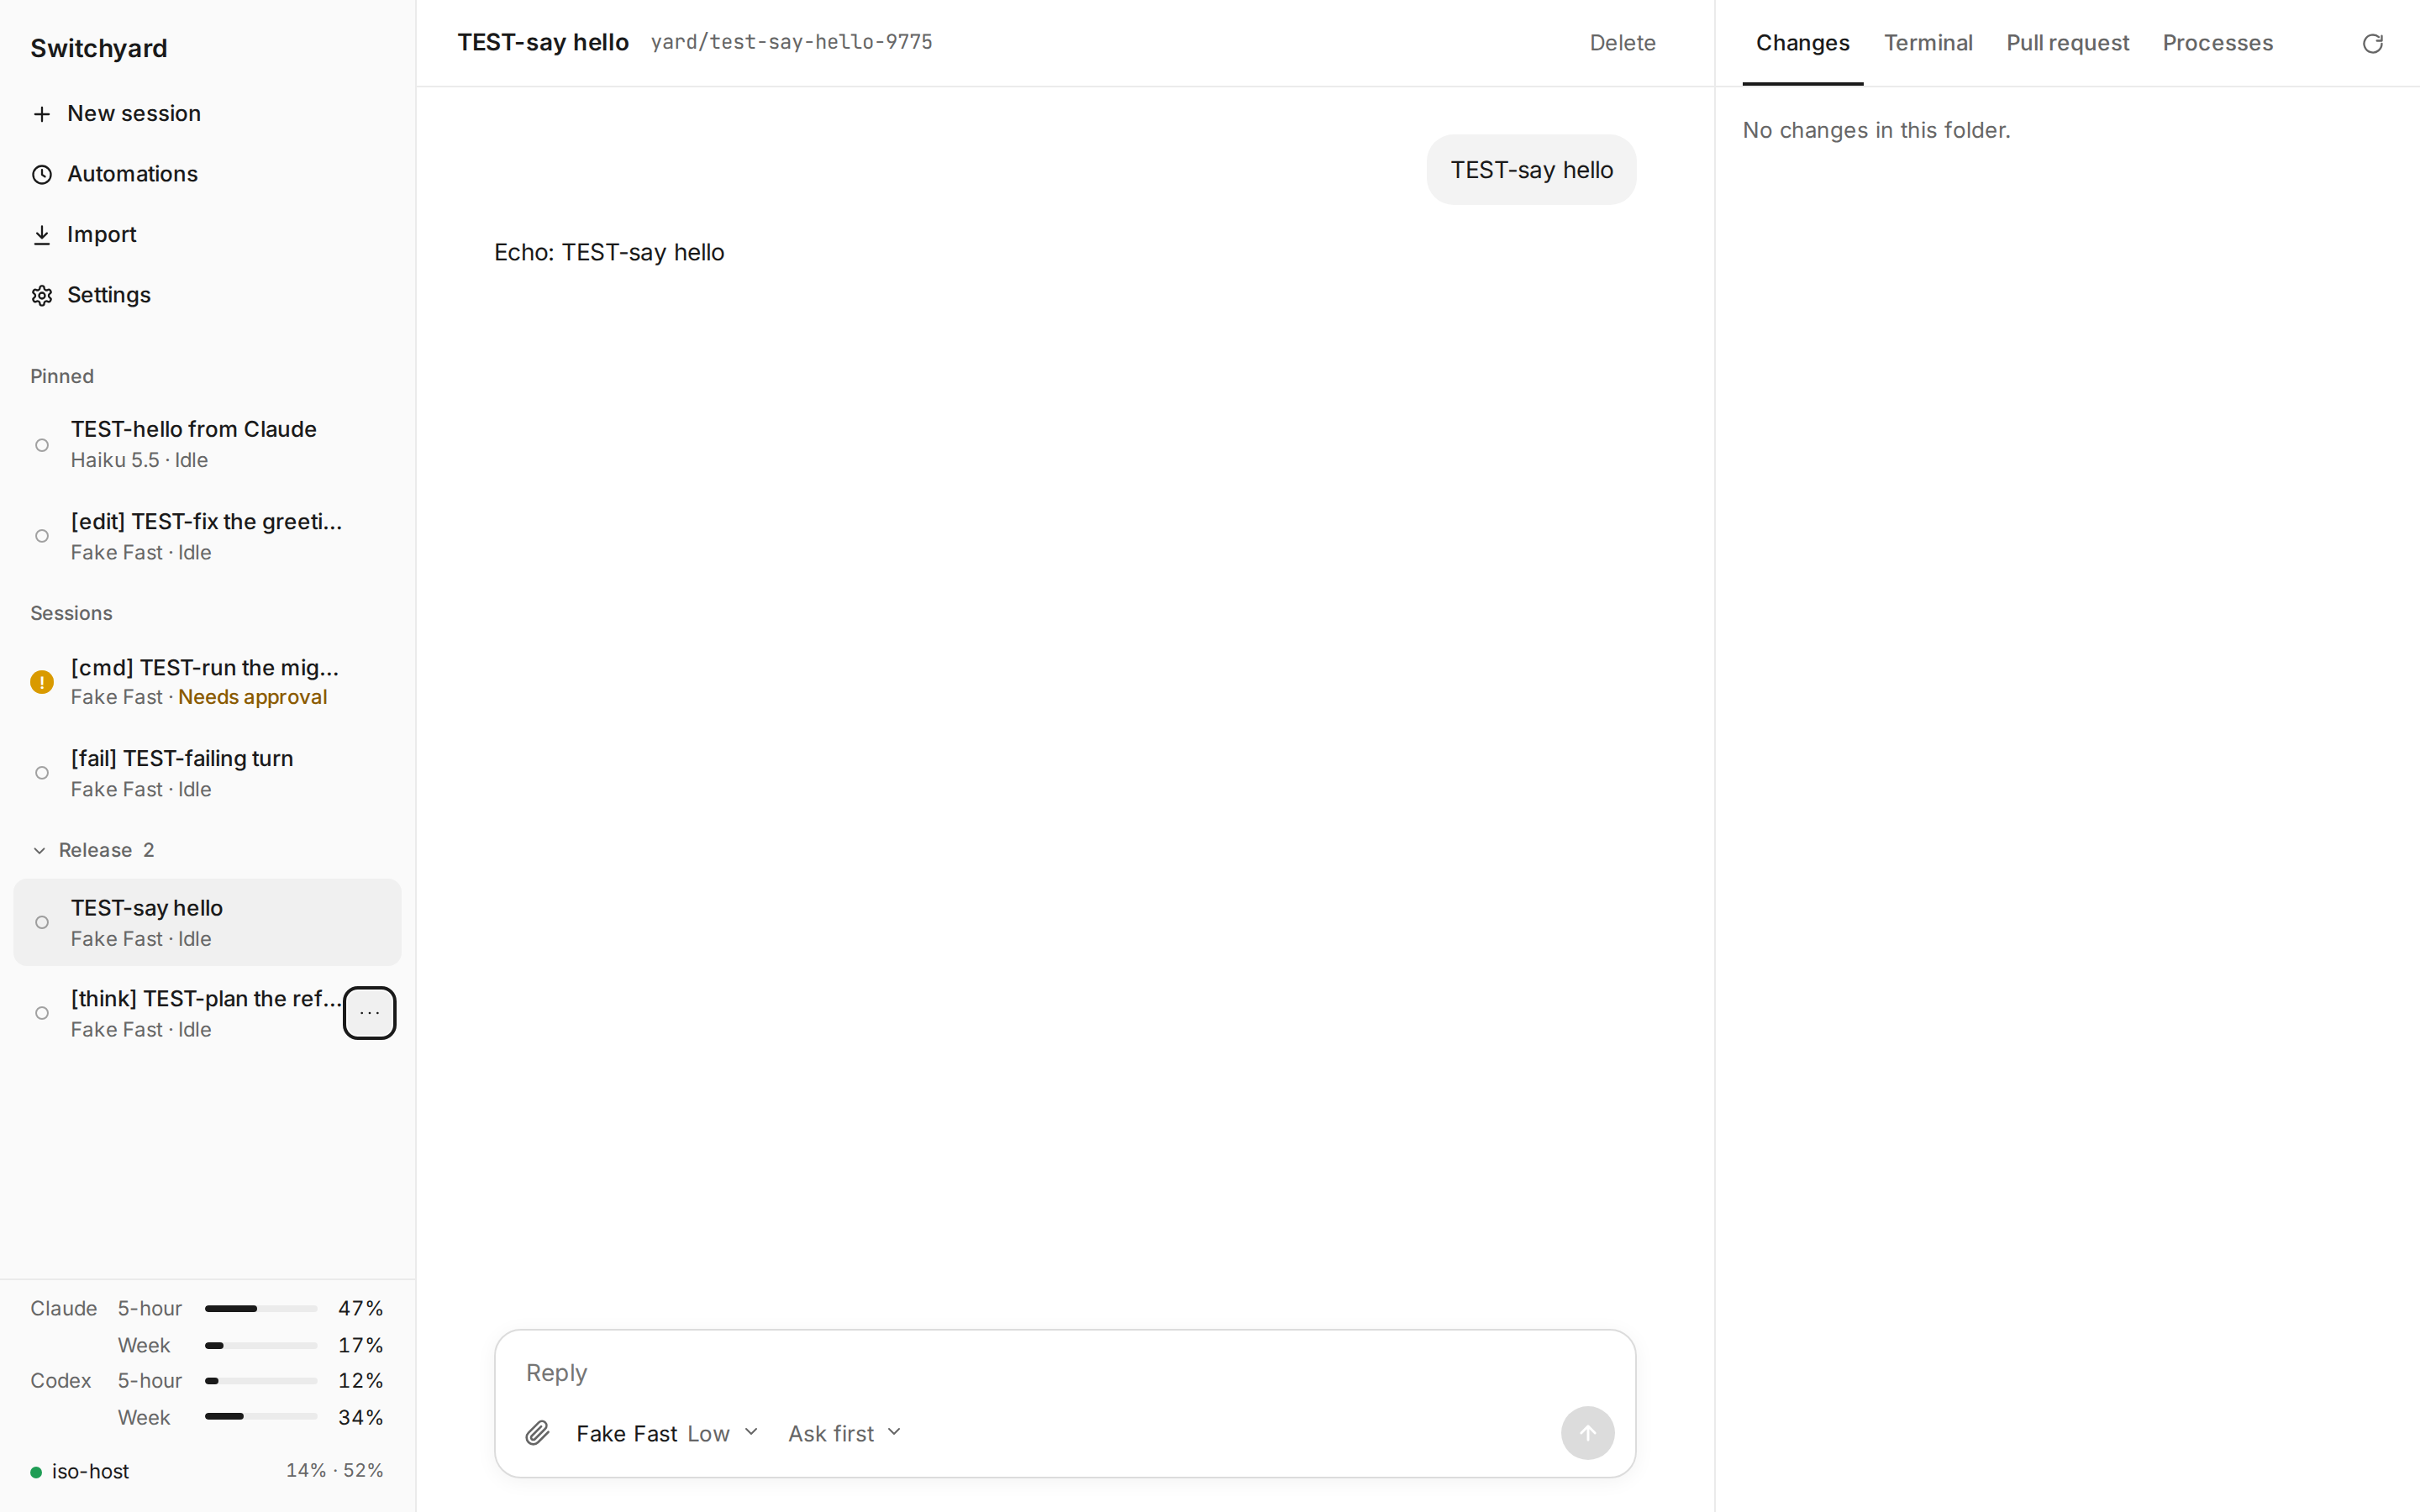 Switchyard
New session
Automations
Import
Settings
Pinned
TEST-hello from Claude
Haiku 5.5 · Idle
[edit] TEST-fix the greeti...
Fake Fast · Idle
Sessions
[cmd] TEST-run the mig...
Fake Fast · Needs approval
[fail] TEST-failing turn
Fake Fast · Idle
Release 2
TEST-say hello
Fake Fast · Idle
[think] TEST-plan the ref...
Fake Fast · Idle
Claude 5-hour 47%
Week 17%
Codex 5-hour 12%
Week 34%
iso-host 14% · 52%
TEST-say hello yard/test-say-hello-9775 Delete
TEST-say hello
Echo: TEST-say hello
Reply
Fake Fast Low Ask first
Changes Terminal Pull request Processes
No changes in this folder.